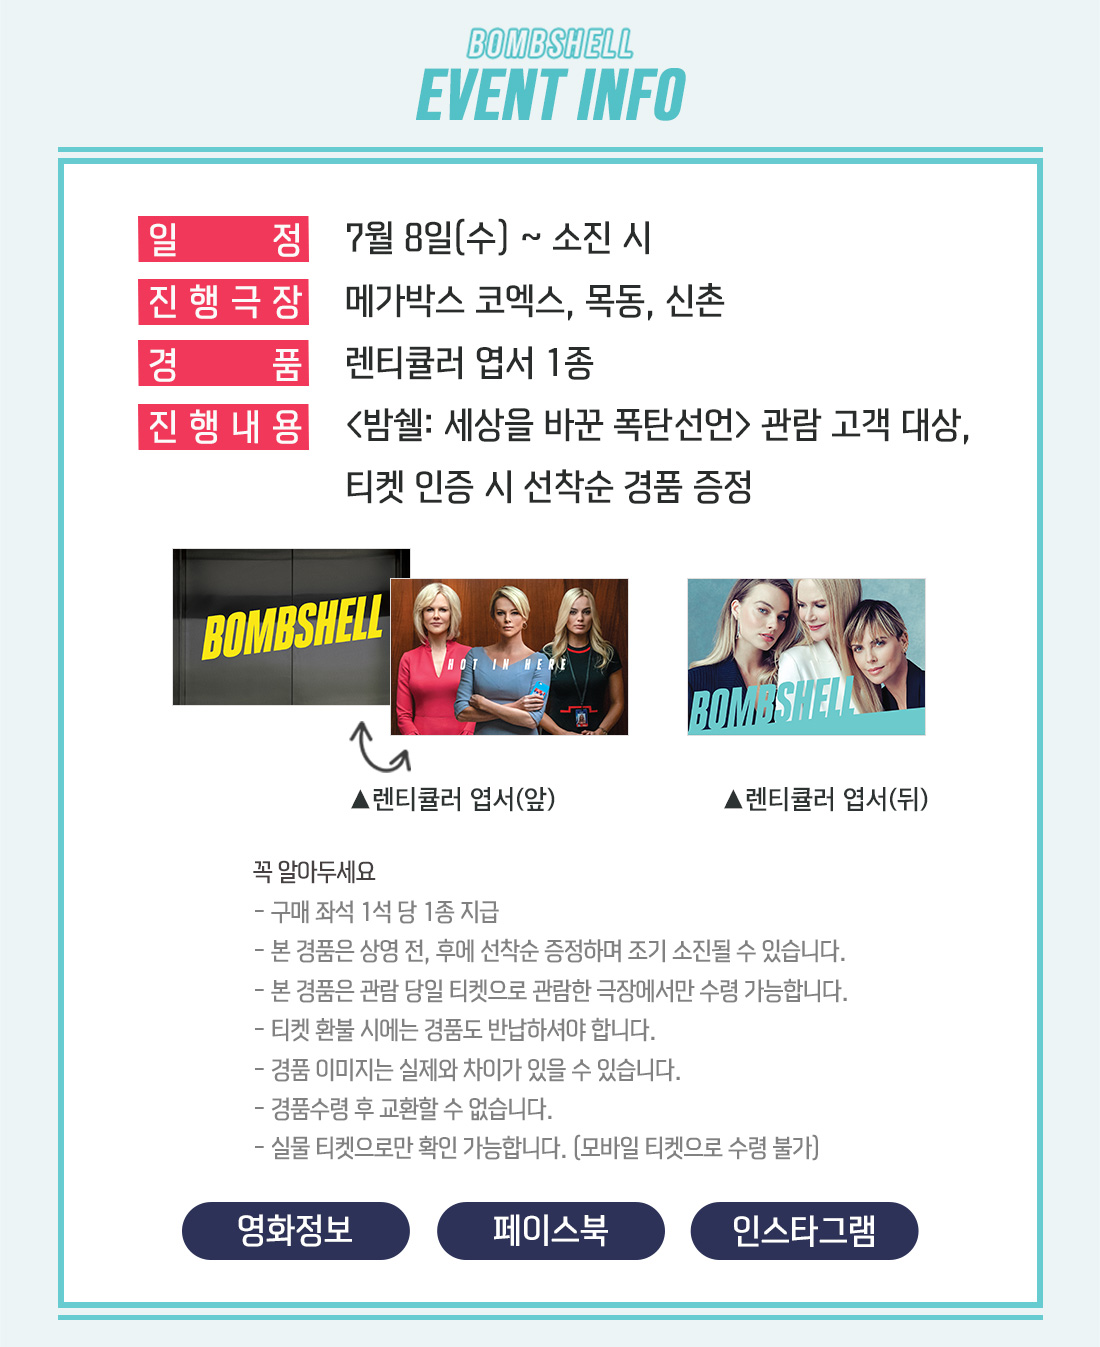 BOMBSHELL
EVENT INFO
일 정 7월 8일(수) ~ 소진 시
진행극장 메가박스 코엑스, 목동, 신촌
경 품 렌티큘러 엽서 1종
진행내용 <밤쉘: 세상을 바꾼 폭탄선언> 관람 고객 대상,
티켓 인증 시 선착순 경품 증정
BOMBSHELL
HOT IN HERE
BOMBSHELL
▲렌티큘러 엽서(앞)
▲렌티큘러 엽서(뒤)
꼭 알아두세요
- 구매 좌석 1석 당 1종 지급
- 본 경품은 상영 전, 후에 선착순 증정하며 조기 소진될 수 있습니다.
- 본 경품은 관람 당일 티켓으로 관람한 극장에서만 수령 가능합니다.
- 티켓 환불 시에는 경품도 반납하셔야 합니다.
- 경품 이미지는 실제와 차이가 있을 수 있습니다.
- 경품수령 후 교환할 수 없습니다.
- 실물 티켓으로만 확인 가능합니다. (모바일 티켓으로 수령 불가)
영화정보
페이스북
인스타그램